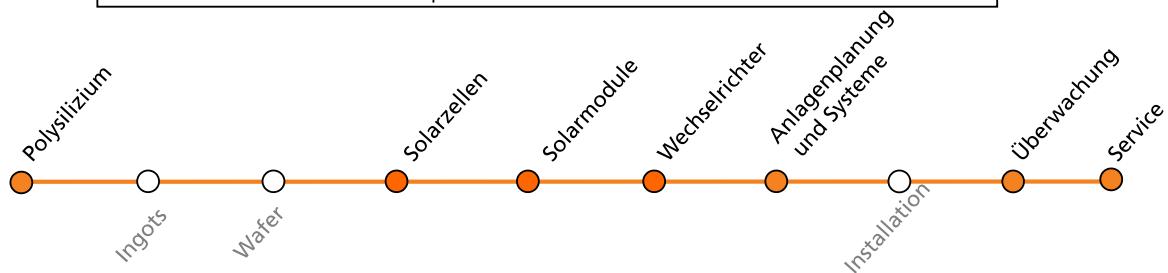 Polysilizium
Ingots
Wafer
Solarzellen
Solarmodule
Wechselrichter
Anlagenplanung
und Systeme
Installation
Überwachung
Service